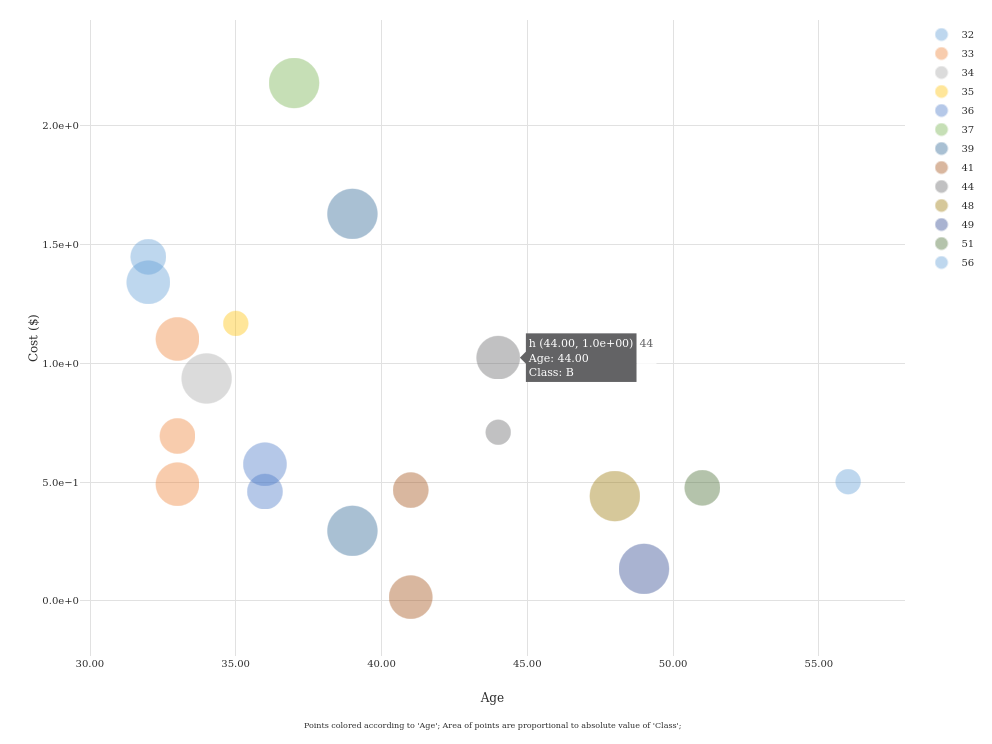 32
33
34
35
36
37
39
41
44
48
49
51
56
2.0e+0
1.5e+0
1.0e+0
5.0e−1
0.0e+0
Cost ($)
h (44.00, 1.0e+00) 44
Age: 44.00
Class: B
30.00 35.00 40.00 45.00 50.00 55.00
Age
Points colored according to 'Age'; Area of points are proportional to absolute value of 'Class';